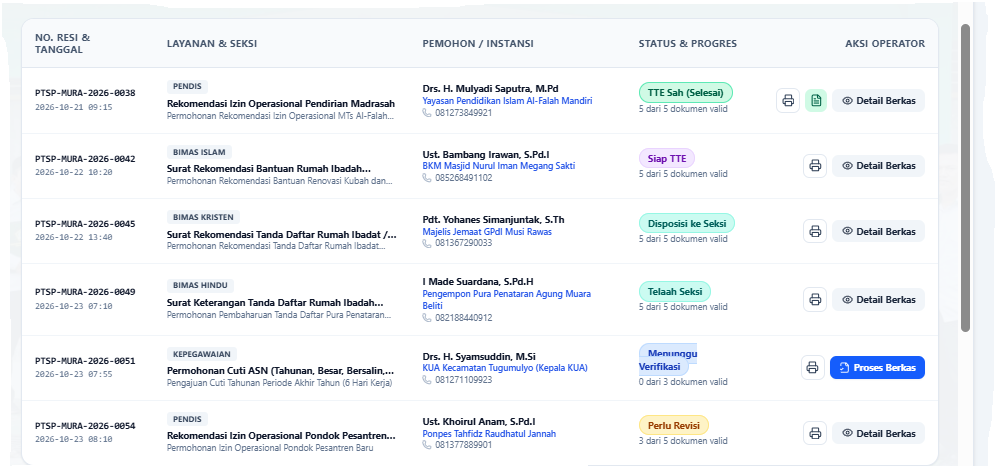 NO. RESI &
TANGGAL
LAYANAN & SEKSI
PEMOHON / INSTANSI
STATUS & PROGRES
AKSI OPERATOR
PTSP-MURA-2026-0038
2026-10-21 09:15
PENDIS
Rekomendasi Izin Operasional Pendirian Madrasah
Permohonan Rekomendasi Izin Operasional MTs Al-Falah...
Drs. H. Mulyadi Saputra, M.Pd
Yayasan Pendidikan Islam Al-Falah Mandiri
081273849921
TTE Sah (Selesai)
5 dari 5 dokumen valid
Detail Berkas
PTSP-MURA-2026-0042
2026-10-22 10:20
BIMAS ISLAM
Surat Rekomendasi Bantuan Rumah Ibadah...
Permohonan Rekomendasi Bantuan Renovasi Kubah dan...
Ust. Bambang Irawan, S.Pd.I
BKM Masjid Nurul Iman Megang Sakti
085268491102
Siap TTE
5 dari 5 dokumen valid
Detail Berkas
PTSP-MURA-2026-0045
2026-10-22 13:40
BIMAS KRISTEN
Surat Rekomendasi Tanda Daftar Rumah Ibadat /...
Permohonan Rekomendasi Tanda Daftar Rumah Ibadat...
Pdt. Yohanes Simanjuntak, S.Th
Majelis Jemaat GPdI Musi Rawas
081367290033
Disposisi ke Seksi
5 dari 5 dokumen valid
Detail Berkas
PTSP-MURA-2026-0049
2026-10-23 07:10
BIMAS HINDU
Surat Keterangan Tanda Daftar Rumah Ibadah...
Permohonan Pembaharuan Tanda Daftar Pura Penataran...
I Made Suardana, S.Pd.H
Pengempon Pura Penataran Agung Muara
Beliti
082188440912
Telaah Seksi
5 dari 5 dokumen valid
Detail Berkas
PTSP-MURA-2026-0051
2026-10-23 07:55
KEPEGAWAIAN
Permohonan Cuti ASN (Tahunan, Besar, Bersalin,...
Pengajuan Cuti Tahunan Periode Akhir Tahun (6 Hari Kerja)
Drs. H. Syamsuddin, M.Si
KUA Kecamatan Tugumulyo (Kepala KUA)
081271109923
Menunggu
Verifikasi
0 dari 3 dokumen valid
Proses Berkas
PTSP-MURA-2026-0054
2026-10-23 08:10
PENDIS
Rekomendasi Izin Operasional Pondok Pesantren...
Permohonan Izin Operasional Pondok Pesantren Baru
Ust. Khoirul Anam, S.Pd.I
Ponpes Tahfidz Raudhatul Jannah
081377889901
Perlu Revisi
3 dari 5 dokumen valid
Detail Berkas